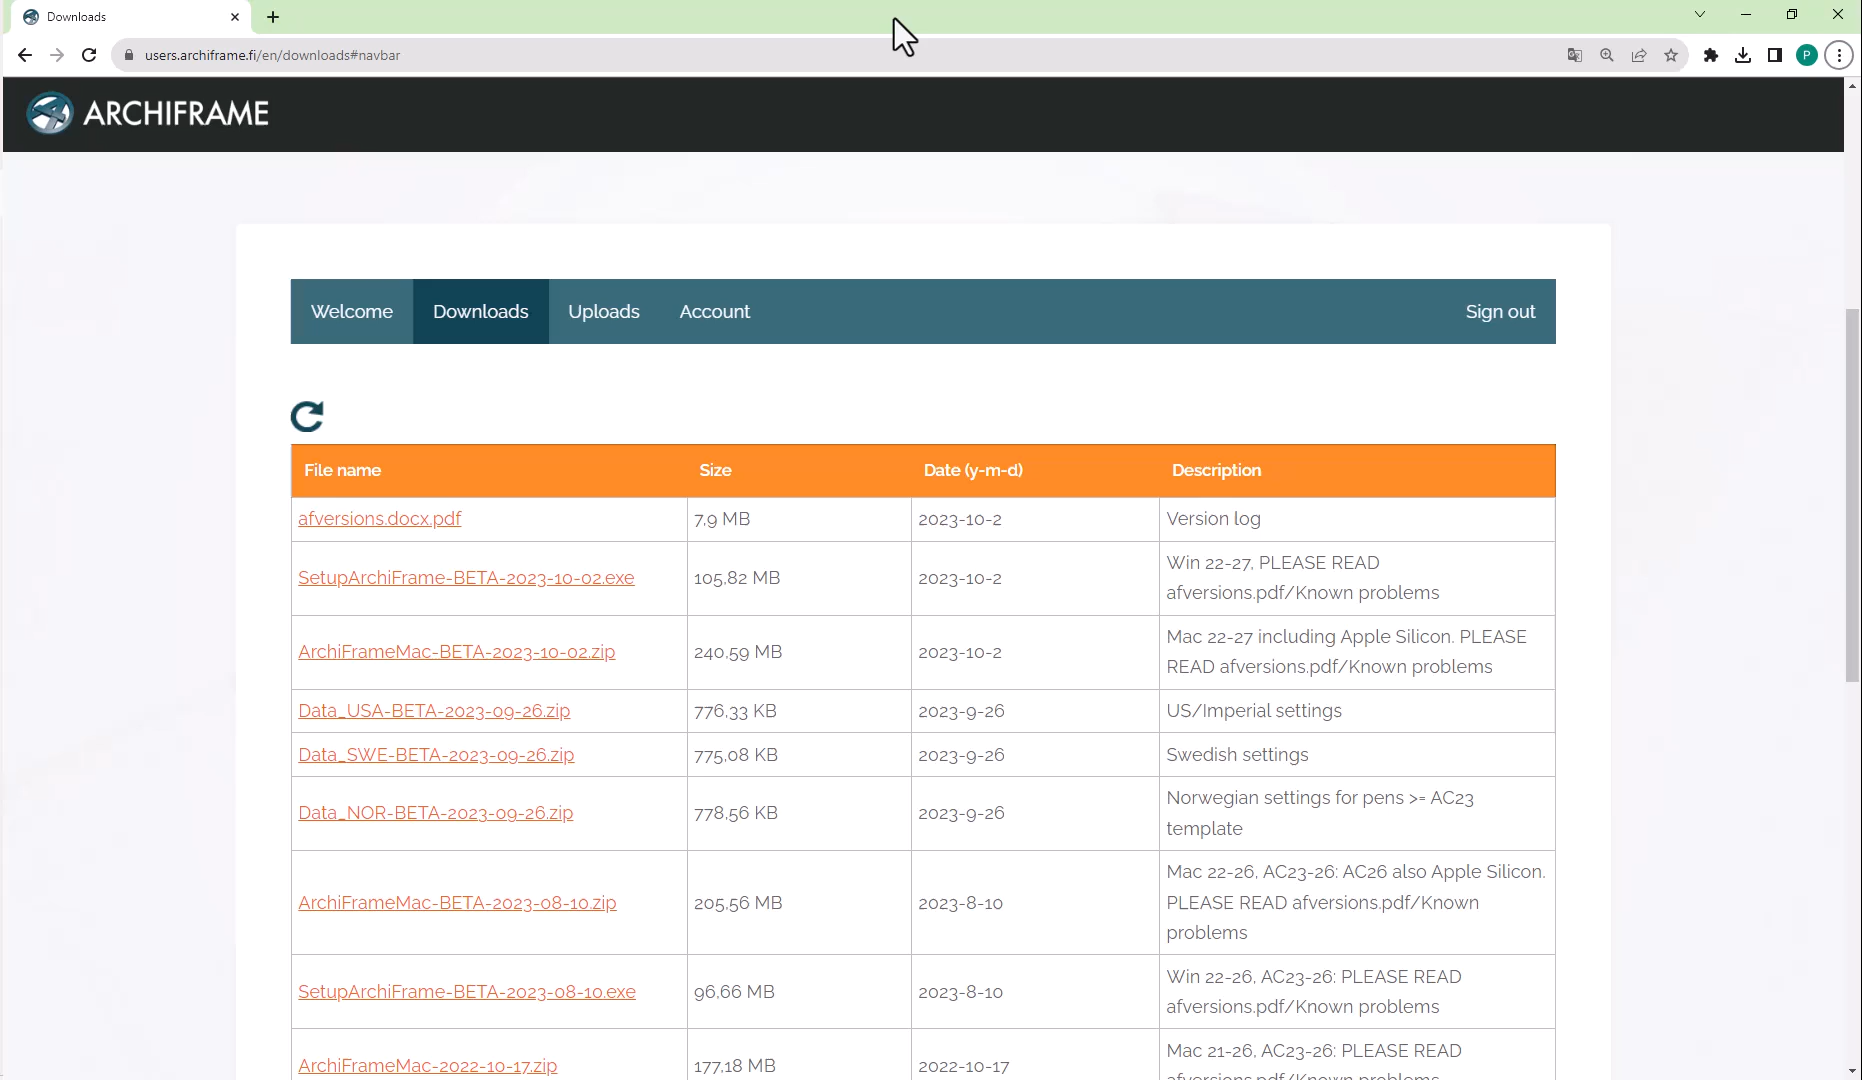 Downloads
users.archiframe.fi/en/downloads#navbar
P
ARCHIFRAME
Welcome Downloads Uploads Account Sign out
File name Size Date (y-m-d) Description
afversions.docx.pdf 7,9 MB 2023-10-2 Version log
SetupArchiFrame-BETA-2023-10-02.exe 105,82 MB 2023-10-2 Win 22-27, PLEASE READ
afversions.pdf/Known problems
ArchiFrameMac-BETA-2023-10-02.zip 240,59 MB 2023-10-2 Mac 22-27 including Apple Silicon. PLEASE
READ afversions.pdf/Known problems
Data_USA-BETA-2023-09-26.zip 776,33 KB 2023-9-26 US/Imperial settings
Data_SWE-BETA-2023-09-26.zip 775,08 KB 2023-9-26 Swedish settings
Data_NOR-BETA-2023-09-26.zip 778,56 KB 2023-9-26 Norwegian settings for pens >= AC23
template
ArchiFrameMac-BETA-2023-08-10.zip 205,56 MB 2023-8-10 Mac 22-26, AC23-26: AC26 also Apple Silicon.
PLEASE READ afversions.pdf/Known
problems
SetupArchiFrame-BETA-2023-08-10.exe 96,66 MB 2023-8-10 Win 22-26, AC23-26: PLEASE READ
afversions.pdf/Known problems
ArchiFrameMac-2022-10-17.zip 177,18 MB 2022-10-17 Mac 21-26, AC23-26: PLEASE READ
afversions.pdf/Known problems